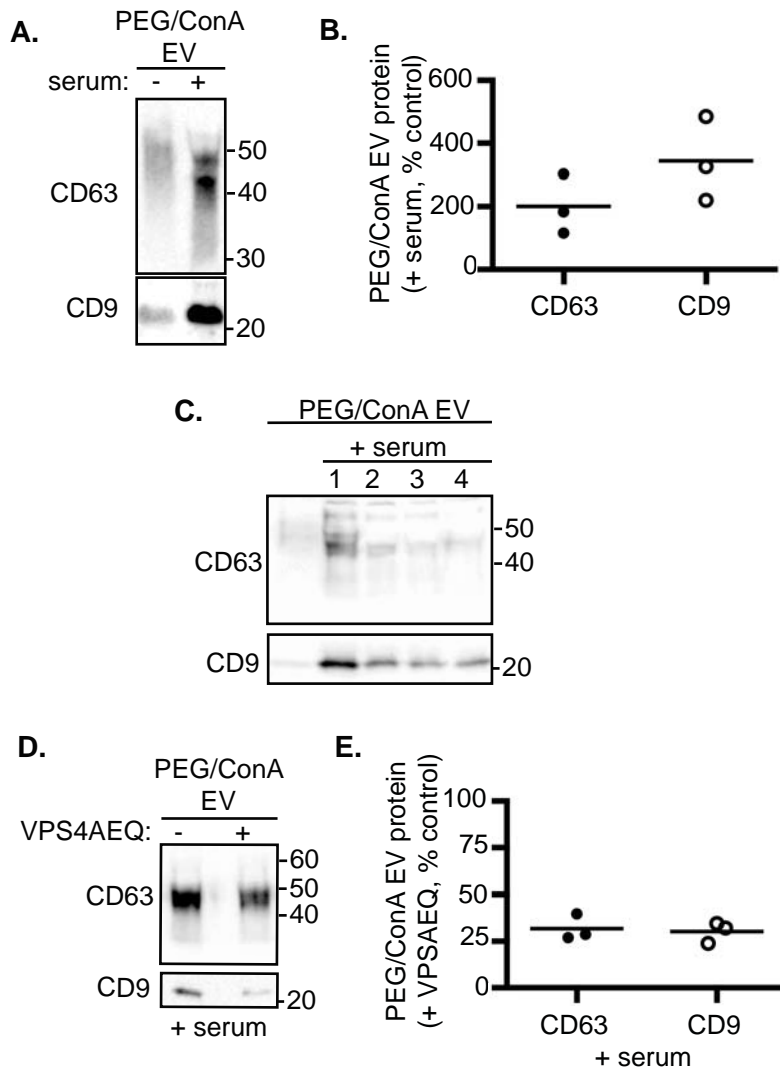 A.
PEG/ConA
EV
serum: - +
CD63
-50
-40
-30
CD9
-20
B.
PEG/ConA EV protein
(+ serum, % control)
600
400
200
0
CD63 CD9
C.
PEG/ConA EV
+ serum
1 2 3 4
CD63
-50
-40
CD9
-20
D.
PEG/ConA
EV
VPS4AEQ: - +
CD63
-60
-50
-40
CD9
-20
+ serum
E.
PEG/ConA EV protein
(+ VPSAEQ, % control)
100
75
50
25
0
CD63 CD9
+ serum